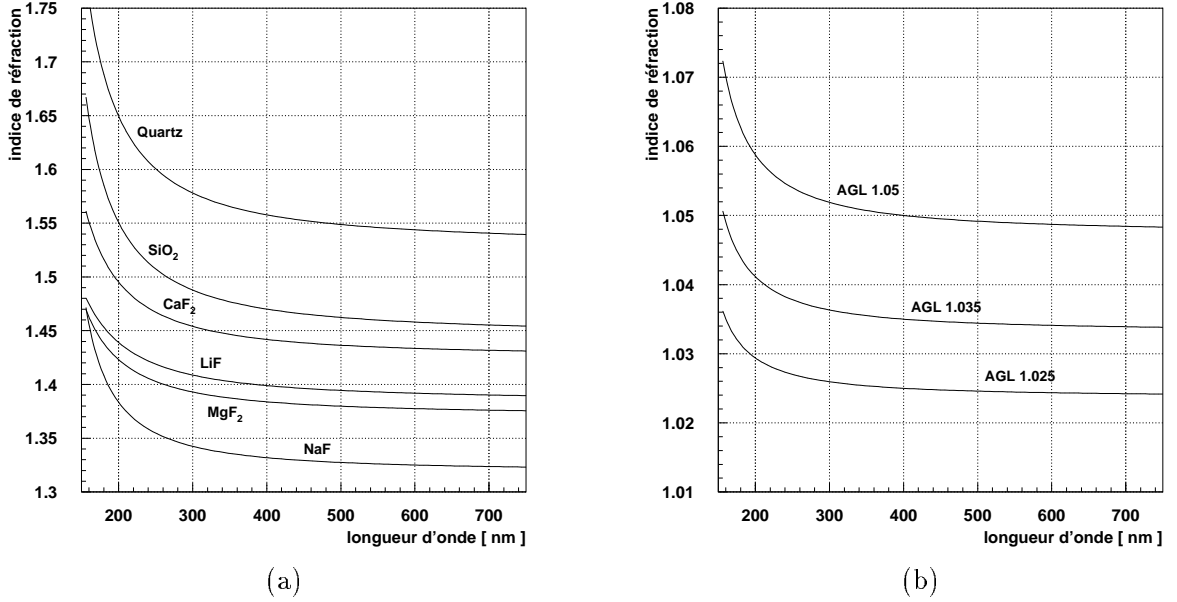 indice de réfraction
1.75
1.7
1.65
1.6
1.55
1.5
1.45
1.4
1.35
1.3
Quartz
SiO2
CaF2
LiF
MgF2
NaF
200 300 400 500 600 700
longueur d'onde [ nm ]
(a)
indice de réfraction
1.08
1.07
1.06
1.05
1.04
1.03
1.02
1.01
AGL 1.05
AGL 1.035
AGL 1.025
200 300 400 500 600 700
longueur d'onde [ nm ]
(b)